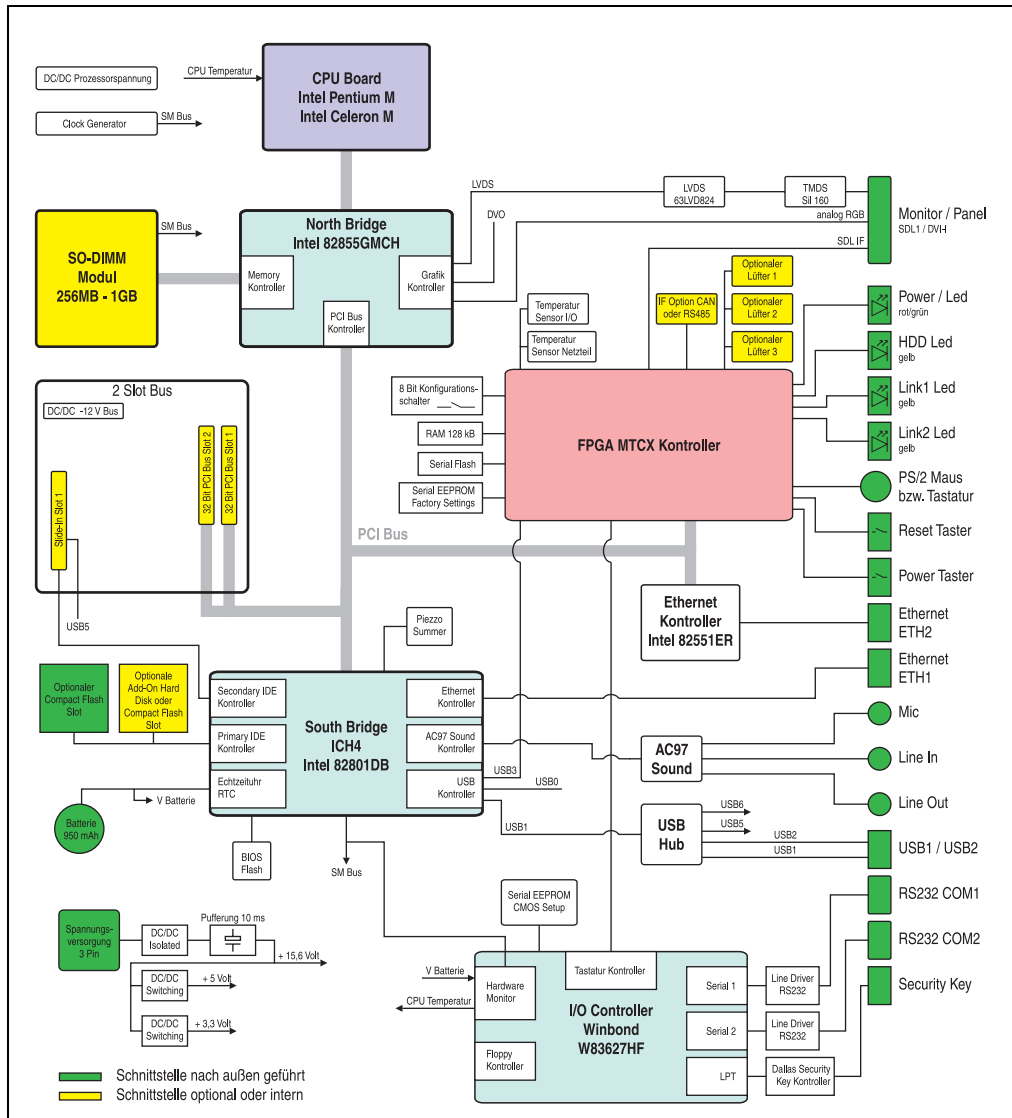 DC/DC Prozessorspannung
CPU Temperatur
Clock Generator
SM Bus
CPU Board
Intel Pentium M
Intel Celeron M
SO-DIMM
Modul
256MB - 1GB
SM Bus
North Bridge
Intel 82855GMCH
Memory
Kontroller
Grafik
Kontroller
PCI Bus
Kontroller
LVDS
DVO
LVDS
63LVD824
TMDS
Sil 160
analog RGB
SDL IF
Monitor / Panel
SDL1 / DVI-I
Temperatur
Sensor I/O
Temperatur
Sensor Netzteil
IF Option CAN
oder RS485
Optionaler
Lüfter 1
Optionaler
Lüfter 2
Optionaler
Lüfter 3
Power / Led
rot/grün
HDD Led
gelb
Link1 Led
gelb
Link2 Led
gelb
PS/2 Maus
bzw. Tastatur
Reset Taster
Power Taster
Ethernet
ETH2
Ethernet
ETH1
Mic
Line In
Line Out
USB1 / USB2
RS232 COM1
RS232 COM2
Security Key
2 Slot Bus
DC/DC -12 V Bus
Slide-In Slot 1
32 Bit PCI Bus Slot 2
32 Bit PCI Bus Slot 1
USB5
8 Bit Konfigurations-
schalter
RAM 128 kB
Serial Flash
Serial EEPROM
Factory Settings
FPGA MTCX Kontroller
PCI Bus
Ethernet
Kontroller
Intel 82551ER
Piezzo
Summer
Optionaler
Compact Flash
Slot
Optionale
Add-On Hard
Disk oder
Compact Flash
Slot
Secondary IDE
Kontroller
Primary IDE
Kontroller
Echtzeituhr
RTC
South Bridge
ICH4
Intel 82801DB
Ethernet
Kontroller
AC97 Sound
Kontroller
USB
Kontroller
USB3
USB0
USB1
AC97
Sound
USB
Hub
USB6
USB5
USB2
USB1
V Batterie
Batterie
950 mAh
BIOS
Flash
SM Bus
Spannungs-
versorgung
3 Pin
DC/DC
Isolated
Pufferung 10 ms
+ 15,6 Volt
DC/DC
Switching
+ 5 Volt
DC/DC
Switching
+ 3,3 Volt
Serial EEPROM
CMOS Setup
V Batterie
CPU Temperatur
Hardware
Monitor
Tastatur Kontroller
Floppy
Kontroller
I/O Controller
Winbond
W83627HF
Serial 1
Serial 2
LPT
Line Driver
RS232
Line Driver
RS232
Dallas Security
Key Kontroller
Schnittstelle nach außen geführt
Schnittstelle optional oder intern